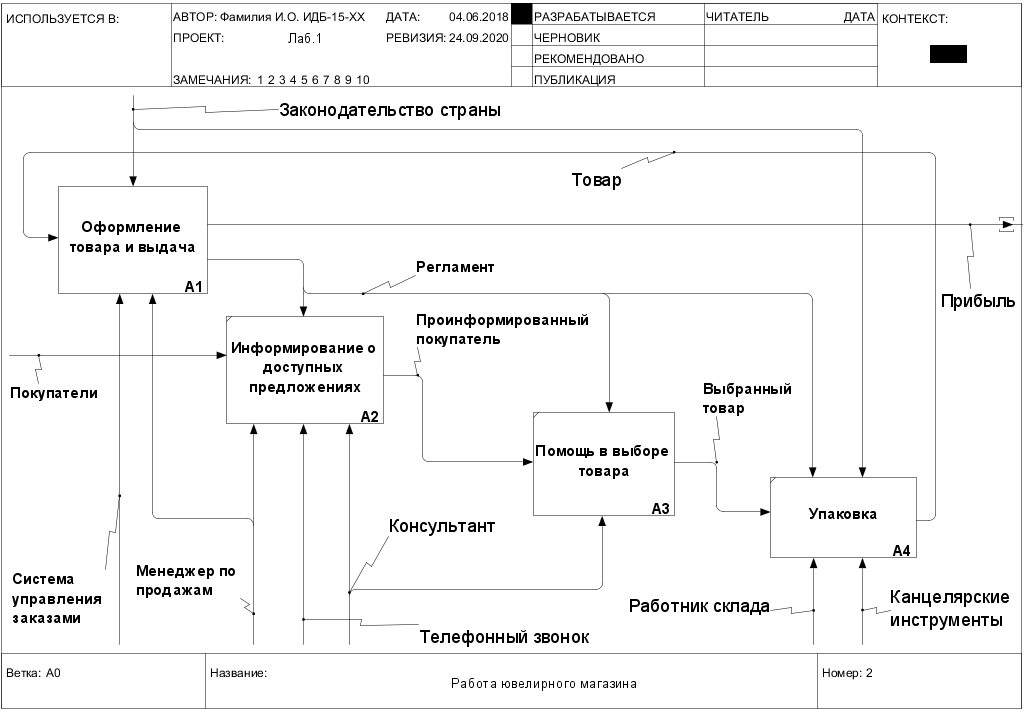 ИСПОЛЬЗУЕТСЯ В:
АВТОР: Фамилия И.О. ИДБ-15-ХХ
ДАТА: 04.06.2018
РАЗРАБАТЫВАЕТСЯ
ЧИТАТЕЛЬ
ДАТА
КОНТЕКСТ:
ПРОЕКТ: Лаб.1
РЕВИЗИЯ: 24.09.2020
ЧЕРНОВИК
РЕКОМЕНДОВАНО
ЗАМЕЧАНИЯ: 1 2 3 4 5 6 7 8 9 10
ПУБЛИКАЦИЯ
Законодательство страны
Товар
Оформление
товара и выдача
A1
Регламент
Прибыль
Проинформированный
покупатель
Информирование о
доступных
предложениях
A2
Покупатели
Выбранный
товар
Помощь в выборе
товара
A3
Упаковка
A4
Консультант
Система
управления
заказами
Менеджер по
продажам
Работник склада
Канцелярские
инструменты
Телефонный звонок
Ветка: A0
Название:
Работа ювелирного магазина
Номер: 2